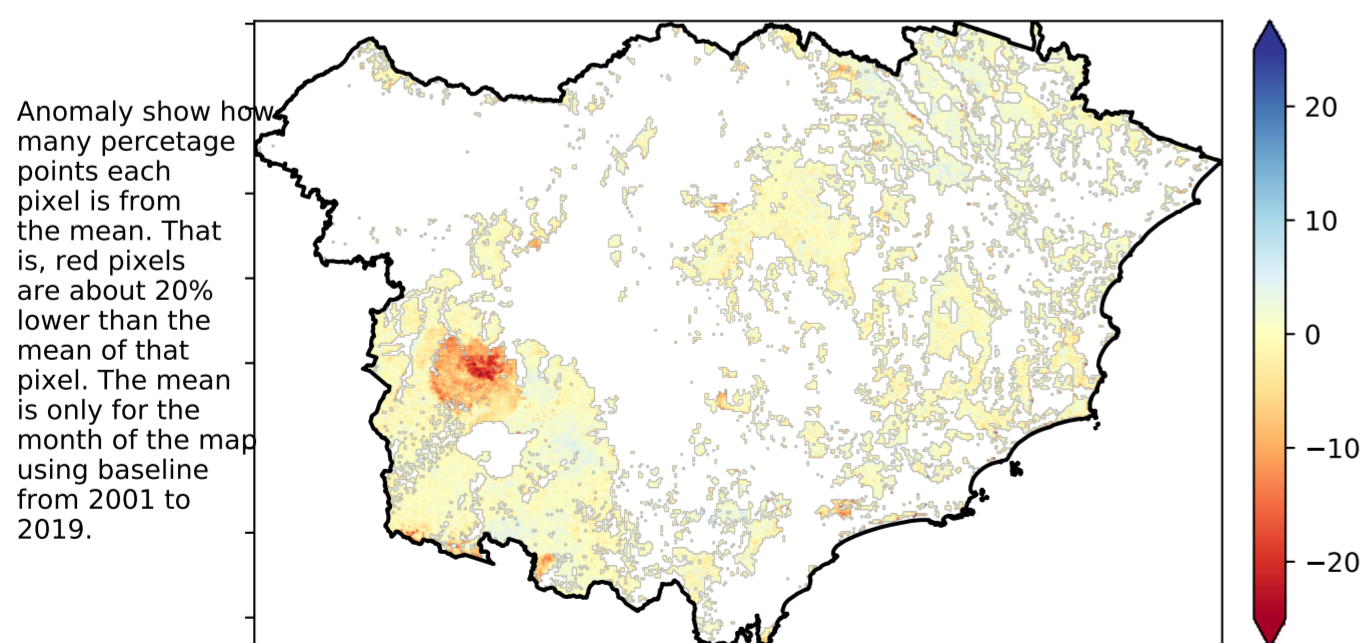 Anomaly show how
many percetage
points each
pixel is from
the mean. That
is, red pixels
are about 20%
lower than the
mean of that
pixel. The mean
is only for the
month of the map
using baseline
from 2001 to
2019.
20
10
0
−10
−20